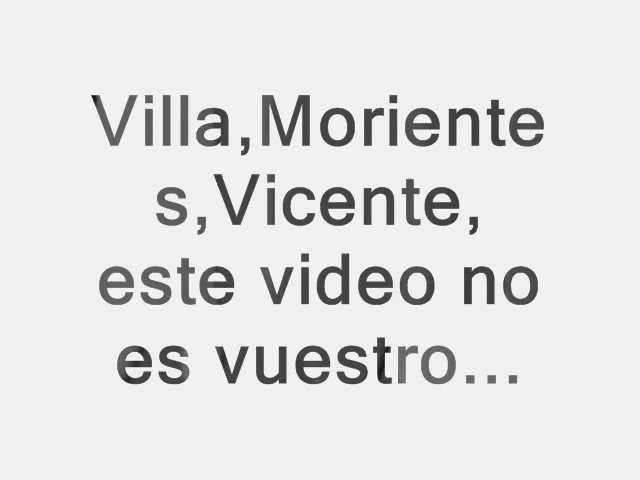 Villa,Moriente
s,Vicente,
este video no
es vuestro...